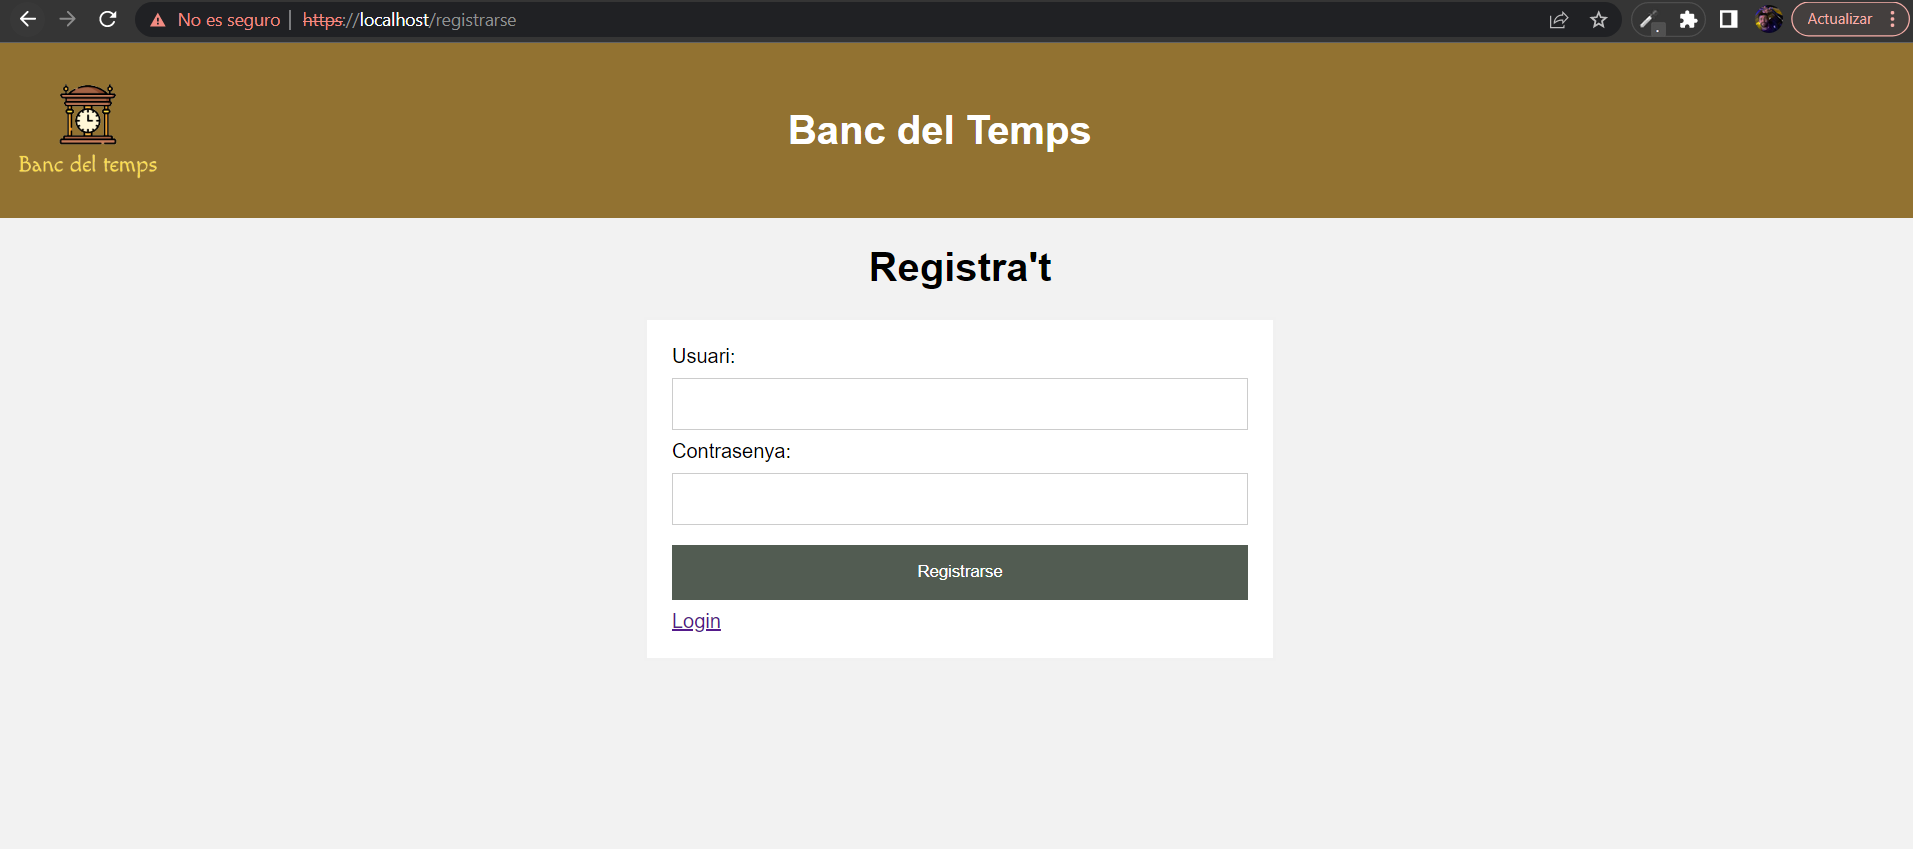 No es seguro | https://localhost/registrarse
Actualizar
Banc del temps
Banc del Temps
Registra't
Usuari:
Contrasenya:
Registrarse
Login